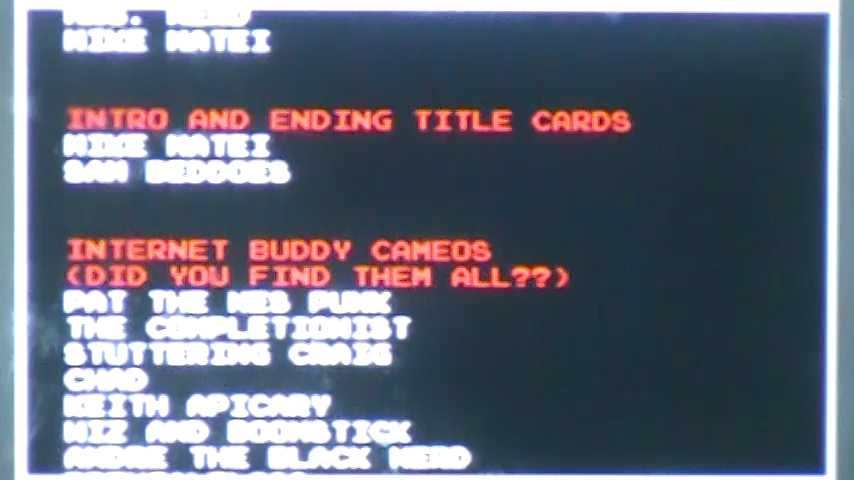 MIKE MATEI
INTRO AND ENDING TITLE CARDS
MIKE MATEI
SAM BEDDOES
INTERNET BUDDY CAMEOS
(DID YOU FIND THEM ALL??)
PAT THE NES PUNK
THE COMPLETIONIST
STUTTERING CRAIG
CHAD
KEITH APICARY
MIZ AND BOOMSTICK
ANDRE THE BLACK NERD